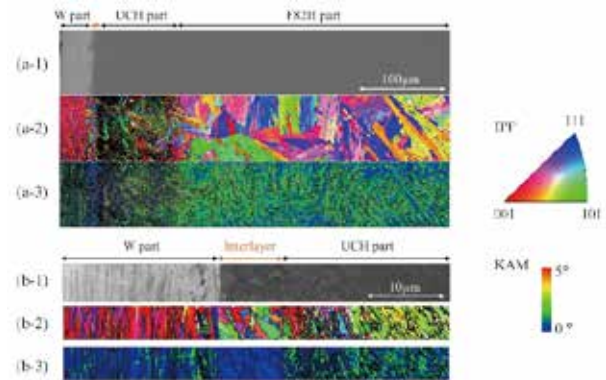 W part UCH part F82H part
(a-1)
100μm
(a-2)
(a-3)
IPF
111
001 101
W part Interlayer UCH part
(b-1)
10μm
(b-2)
(b-3)
KAM
5°
0 °